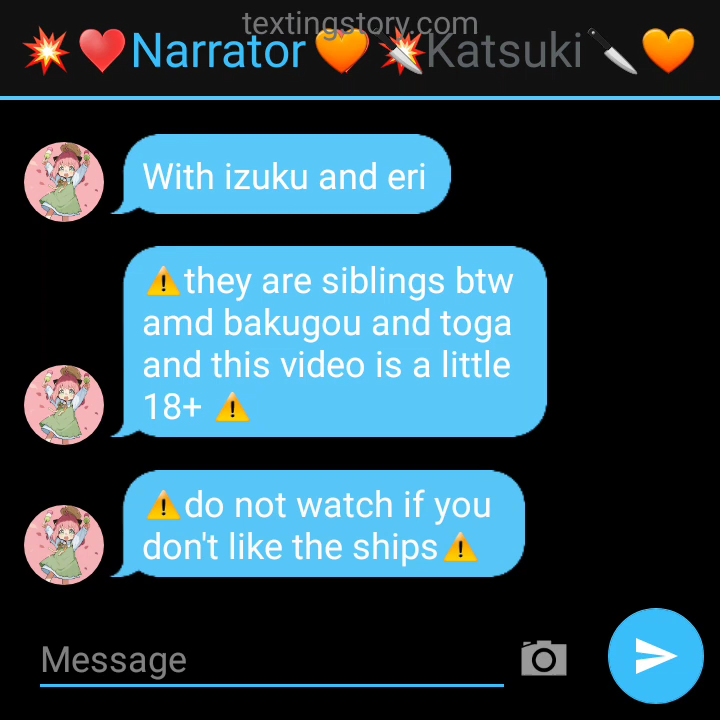 textingstory.com
💥❤️Narrator🧡🔪💥Katsuki🔪🧡
With izuku and eri
⚠️they are siblings btw
amd bakugou and toga
and this video is a little
18+ ⚠️
⚠️do not watch if you
don't like the ships⚠️
Message